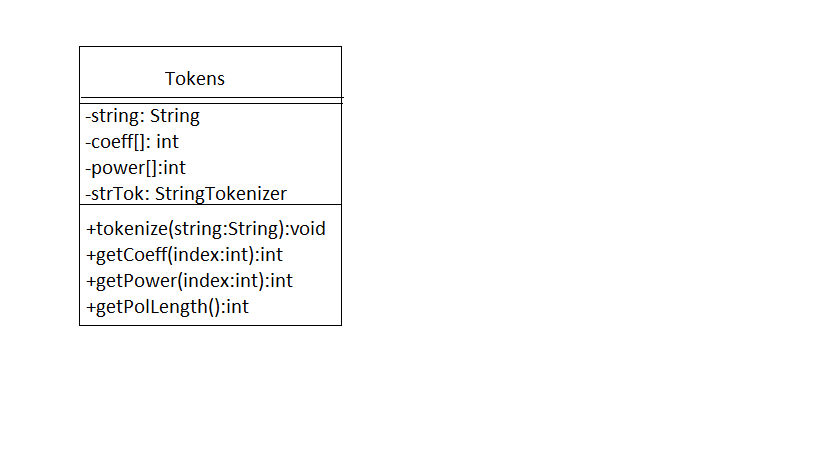 Tokens
-string: String
-coeff[]: int
-power[]:int
-strTok: StringTokenizer
+tokenize(string:String):void
+getCoeff(index:int):int
+getPower(index:int):int
+getPolLength():int